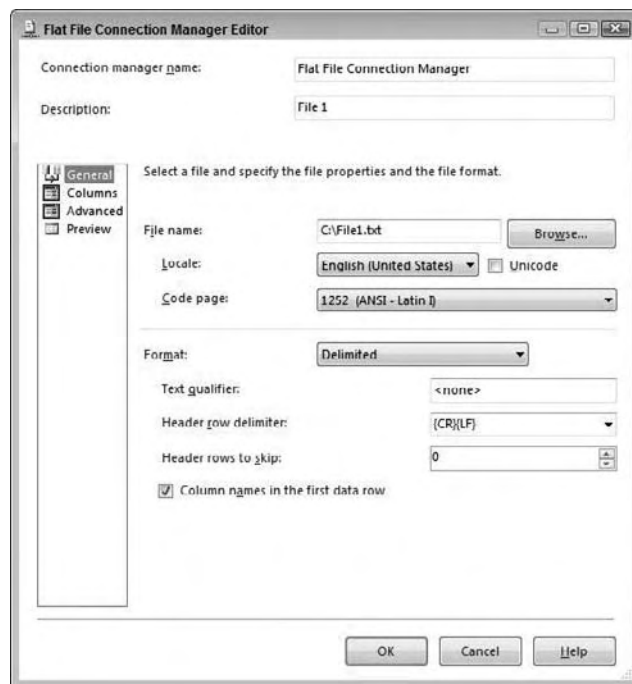 Flat File Connection Manager Editor
Connection manager name:
Flat File Connection Manager
Description:
File 1
General
Columns
Advanced
Preview
Select a file and specify the file properties and the file format.
File name:
C:\File1.txt
Browse...
Locale:
English (United States)
Unicode
Code page:
1252 (ANSI - Latin I)
Format:
Delimited
Text qualifier:
<none>
Header row delimiter:
{CR}{LF}
Header rows to skip:
0
Column names in the first data row
OK
Cancel
Help